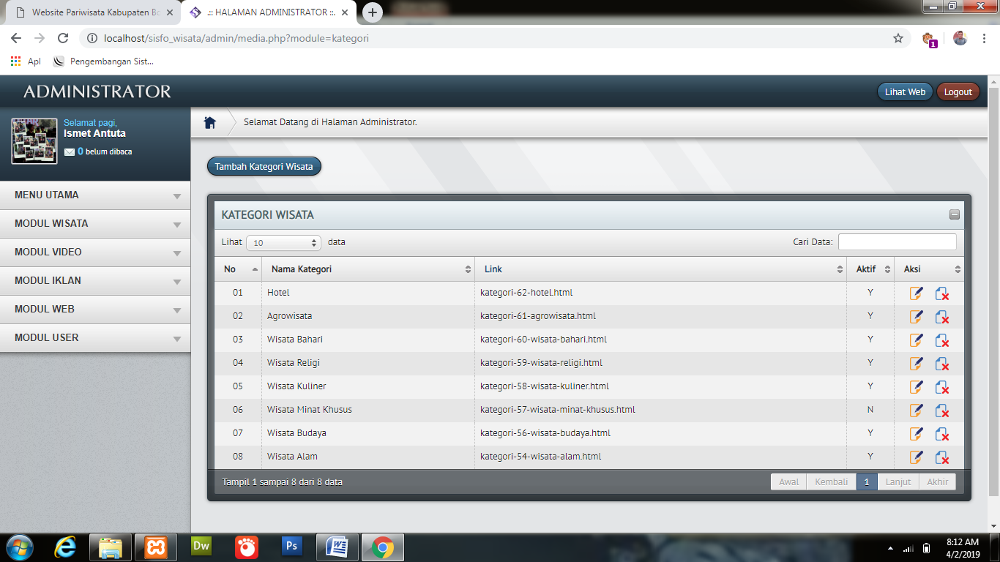 Website Pariwisata Kabupaten Bo
.:: HALAMAN ADMINISTRATOR ::.
localhost/sisfo_wisata/admin/media.php?module=kategori
1
Apl
Pengembangan Sist...
ADMINISTRATOR
Lihat Web
Logout
Selamat pagi,
Ismet Antuta
0 belum dibaca
Selamat Datang di Halaman Administrator.
MENU UTAMA
MODUL WISATA
MODUL VIDEO
MODUL IKLAN
MODUL WEB
MODUL USER
Tambah Kategori Wisata
KATEGORI WISATA
Lihat 10 data
Cari Data:
No Nama Kategori Link Aktif Aksi
01 Hotel kategori-62-hotel.html Y
02 Agrowisata kategori-61-agrowisata.html Y
03 Wisata Bahari kategori-60-wisata-bahari.html Y
04 Wisata Religi kategori-59-wisata-religi.html Y
05 Wisata Kuliner kategori-58-wisata-kuliner.html Y
06 Wisata Minat Khusus kategori-57-wisata-minat-khusus.html N
07 Wisata Budaya kategori-56-wisata-budaya.html Y
08 Wisata Alam kategori-54-wisata-alam.html Y
Tampil 1 sampai 8 dari 8 data
Awal Kembali 1 Lanjut Akhir
Dw
Ps
W
8:12 AM
4/2/2019